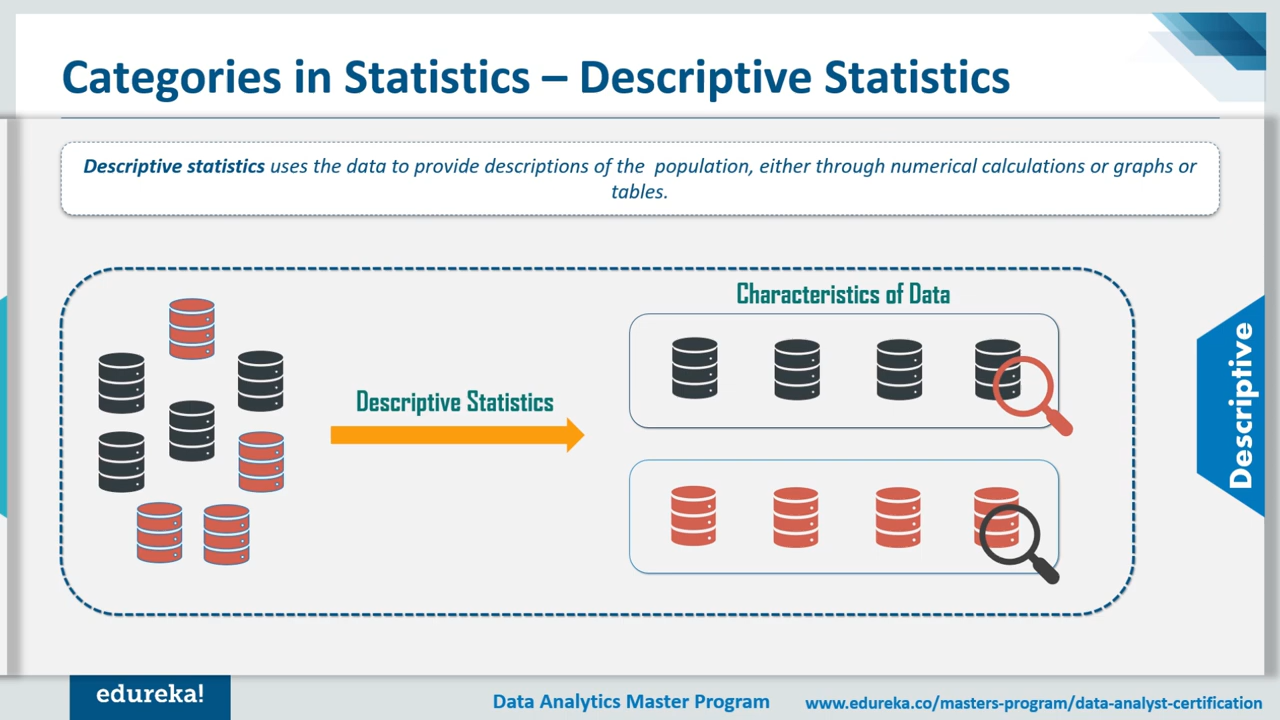 Categories in Statistics – Descriptive Statistics
Descriptive statistics uses the data to provide descriptions of the  population, either through numerical calculations or graphs or
tables.
Characteristics of Data
Descriptive Statistics
Descriptive
edureka!
Data Analytics Master Program
www.edureka.co/masters-program/data-analyst-certification